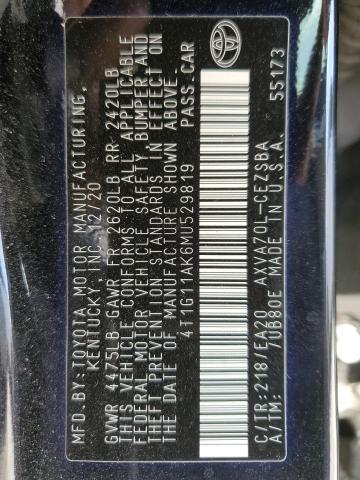 MFD.BY:TOYOTA MOTOR MANUFACTURING,
KENTUCKY, INC. 12/20
GVWR 4475LB GAWR FR 2620LB RR 2420LB
THIS VEHICLE CONFORMS TO ALL APPLICABLE
FEDERAL MOTOR VEHICLE SAFETY, BUMPER, AND
THEFT PREVENTION STANDARDS IN EFFECT ON
THE DATE OF MANUFACTURE SHOWN ABOVE.
4T1G11AK6MU529819 PASS.CAR
C/TR:218/EA20 AXVA70L-CEZSBA
A/TM: /UB80E MADE IN U.S.A.
55173